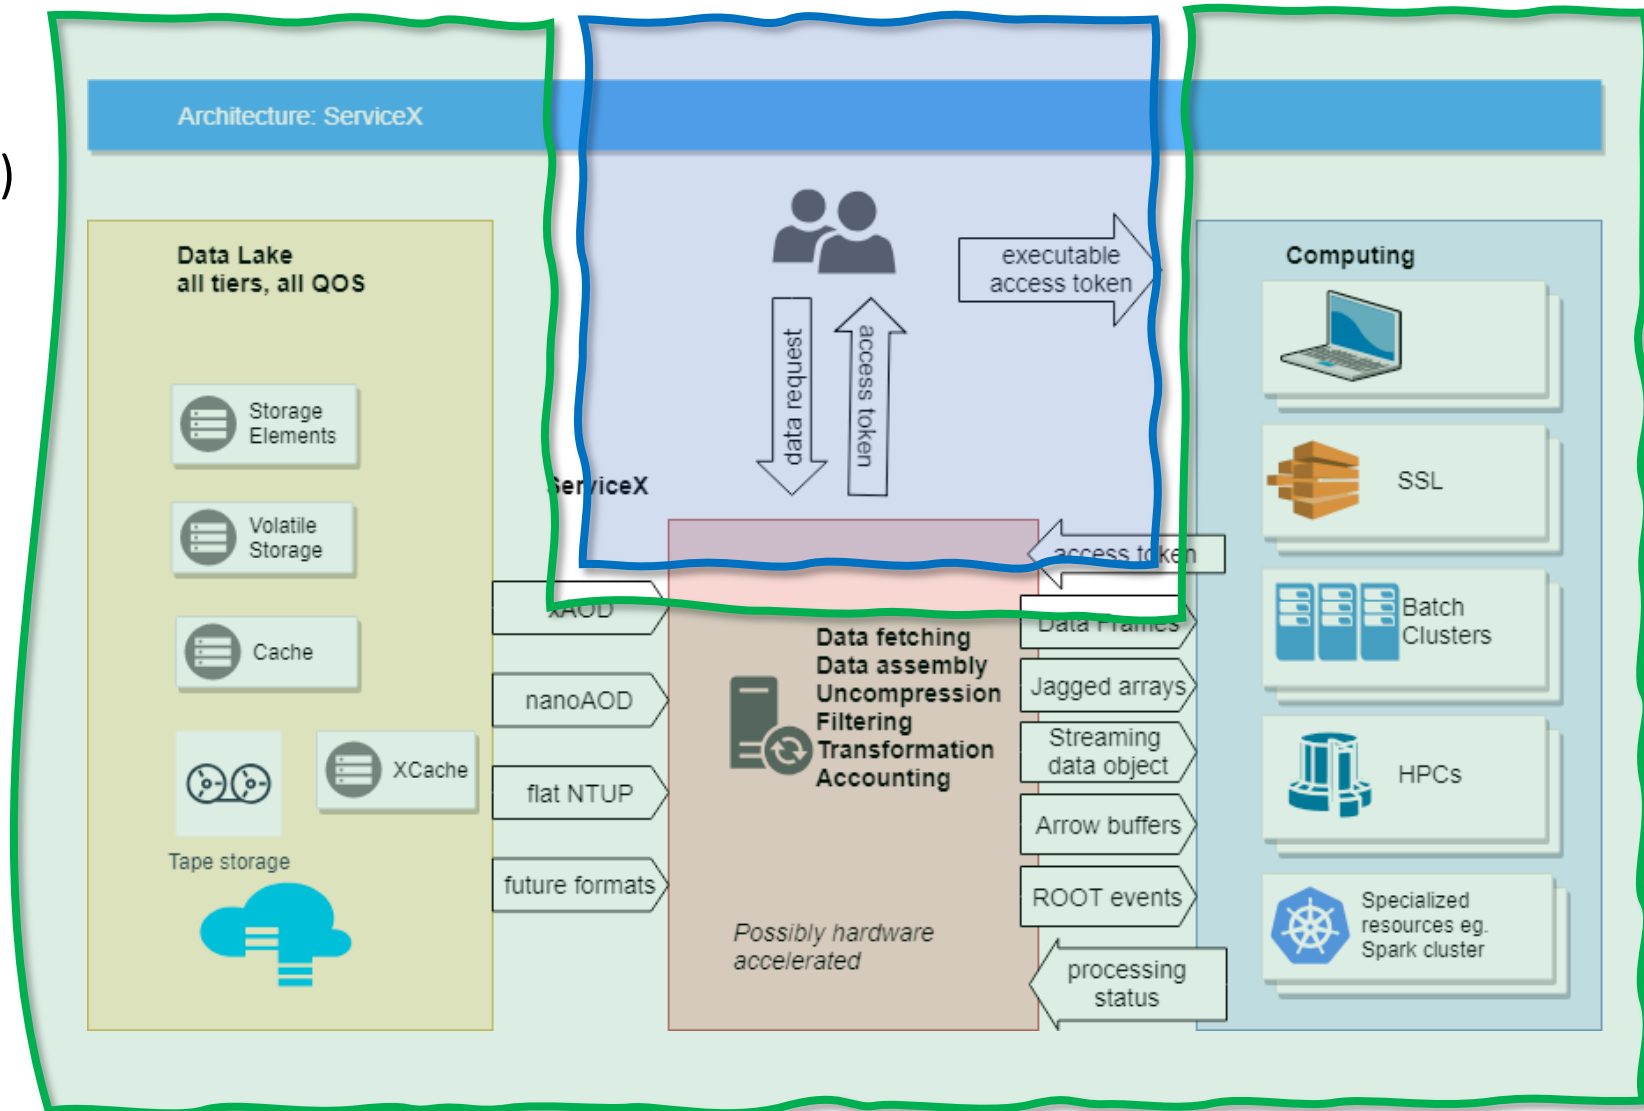 )
Architecture: ServiceX
Data Lake
all tiers, all QOS
Storage
Elements
Volatile
Storage
Cache
XCache
Tape storage
executable
access token
data request
access token
ServiceX
access token
xAOD
nanoAOD
flat NTUP
future formats
Data fetching
Data assembly
Uncompression
Filtering
Transformation
Accounting
Possibly hardware
accelerated
Data Frames
Jagged arrays
Streaming
data object
Arrow buffers
ROOT events
processing
status
Computing
SSL
Batch
Clusters
HPCs
Specialized
resources eg.
Spark cluster